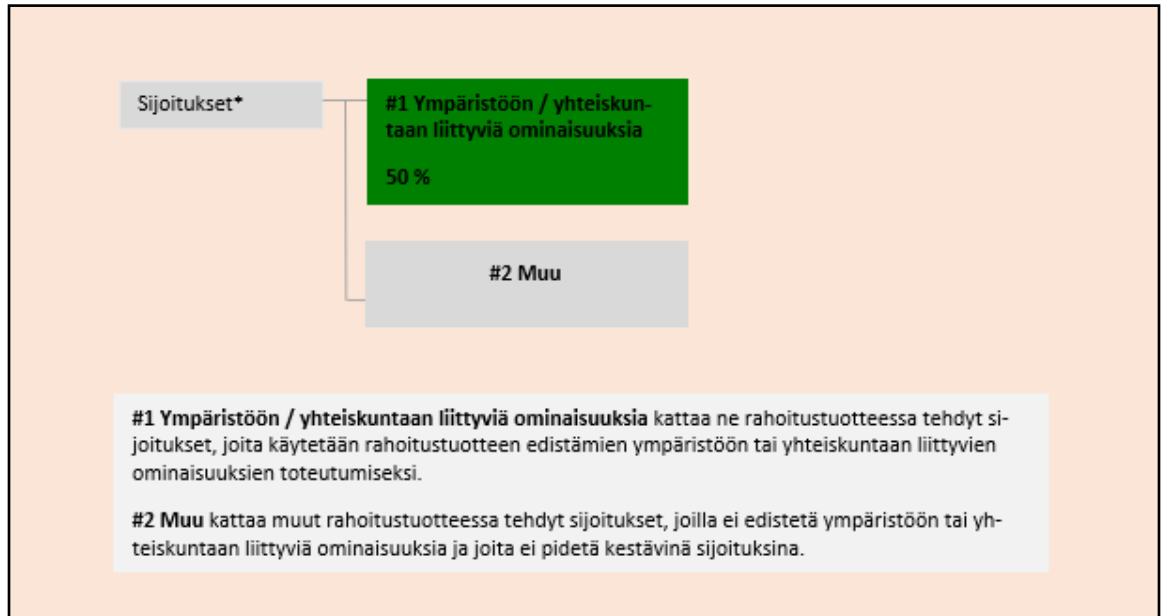 Sijoitukset*
#1 Ympäristöön / yhteiskun-
taan liittyviä ominaisuuksia
50 %
#2 Muu
#1 Ympäristöön / yhteiskuntaan liittyviä ominaisuuksia kattaa ne rahoitustuotteessa tehdyt si-
joitukset, joita käytetään rahoitustuotteen edistämien ympäristöön tai yhteiskuntaan liittyvien
ominaisuuksien toteutumiseksi.
#2 Muu kattaa muut rahoitustuotteessa tehdyt sijoitukset, joilla ei edistetä ympäristöön tai yh-
teiskuntaan liittyviä ominaisuuksia ja joita ei pidetä kestävinä sijoituksina.